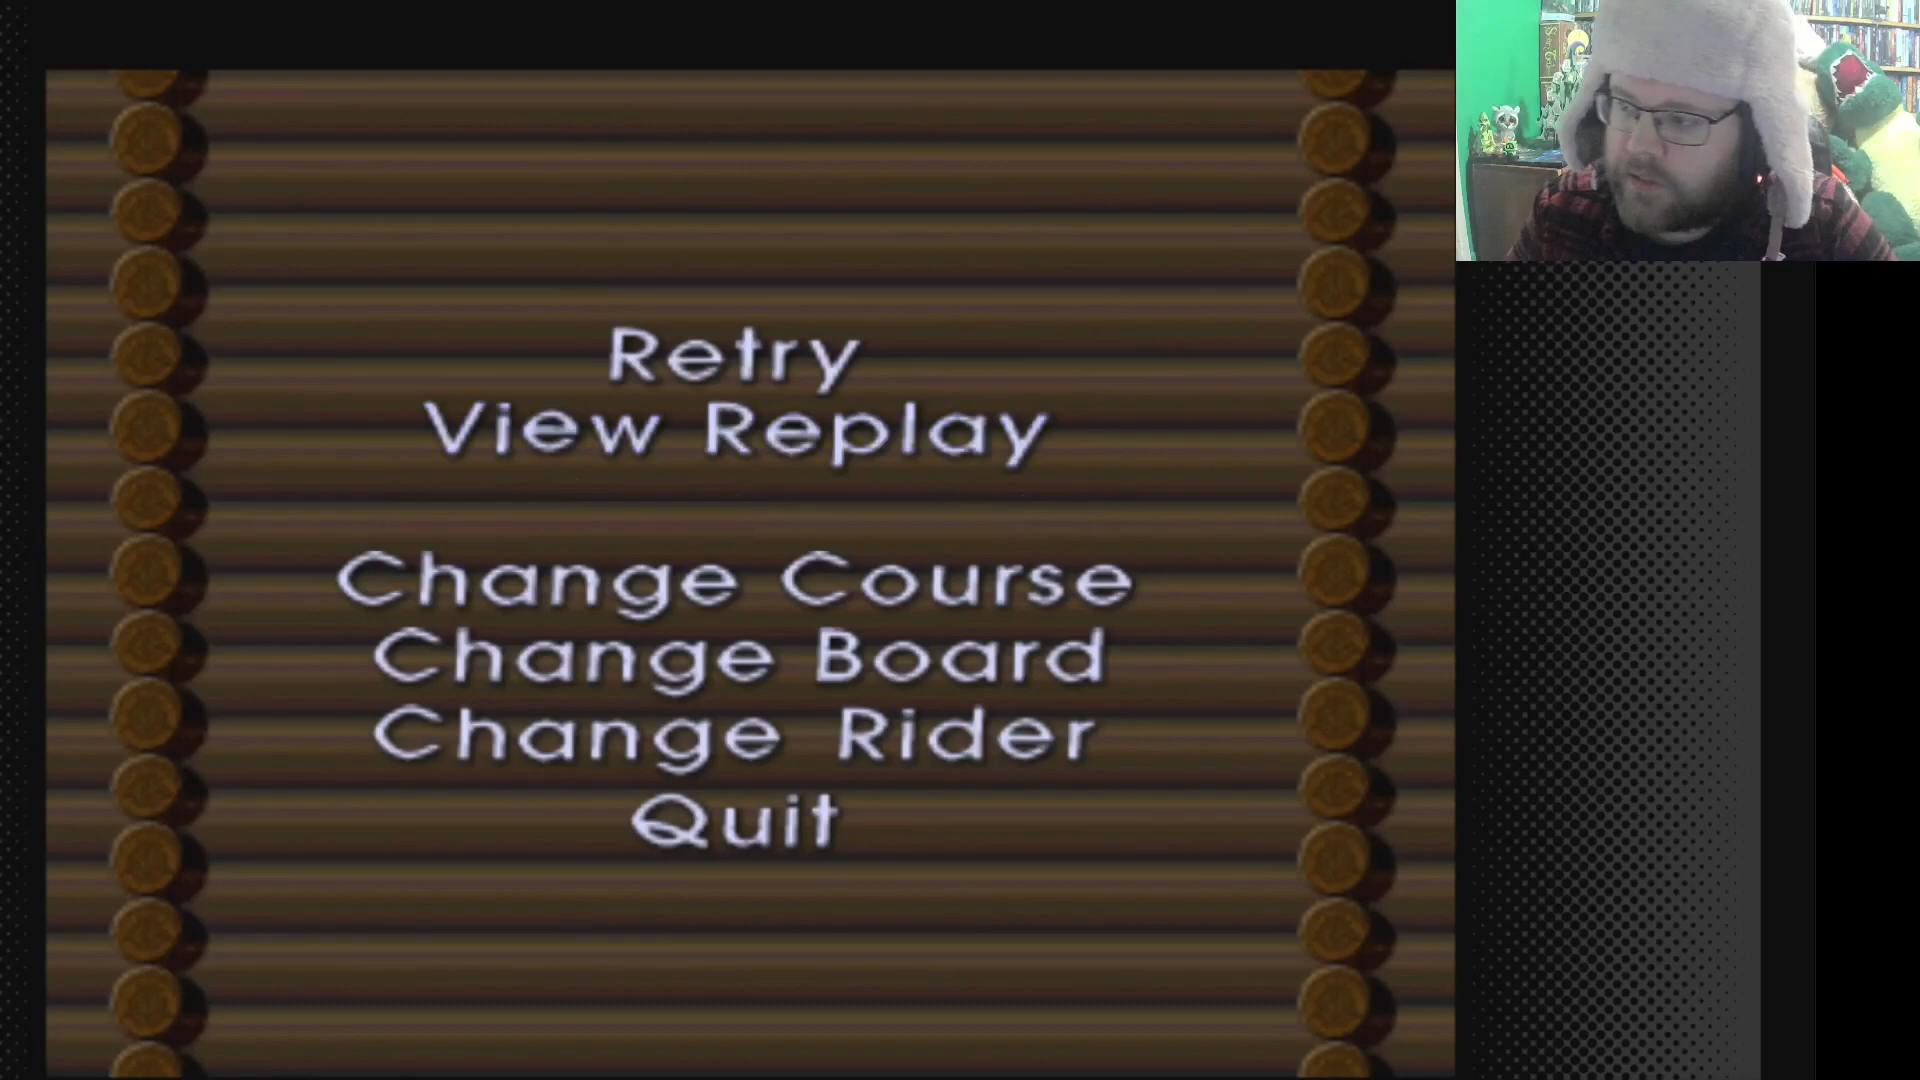 Retry
View Replay
Change Course
Change Board
Change Rider
Quit